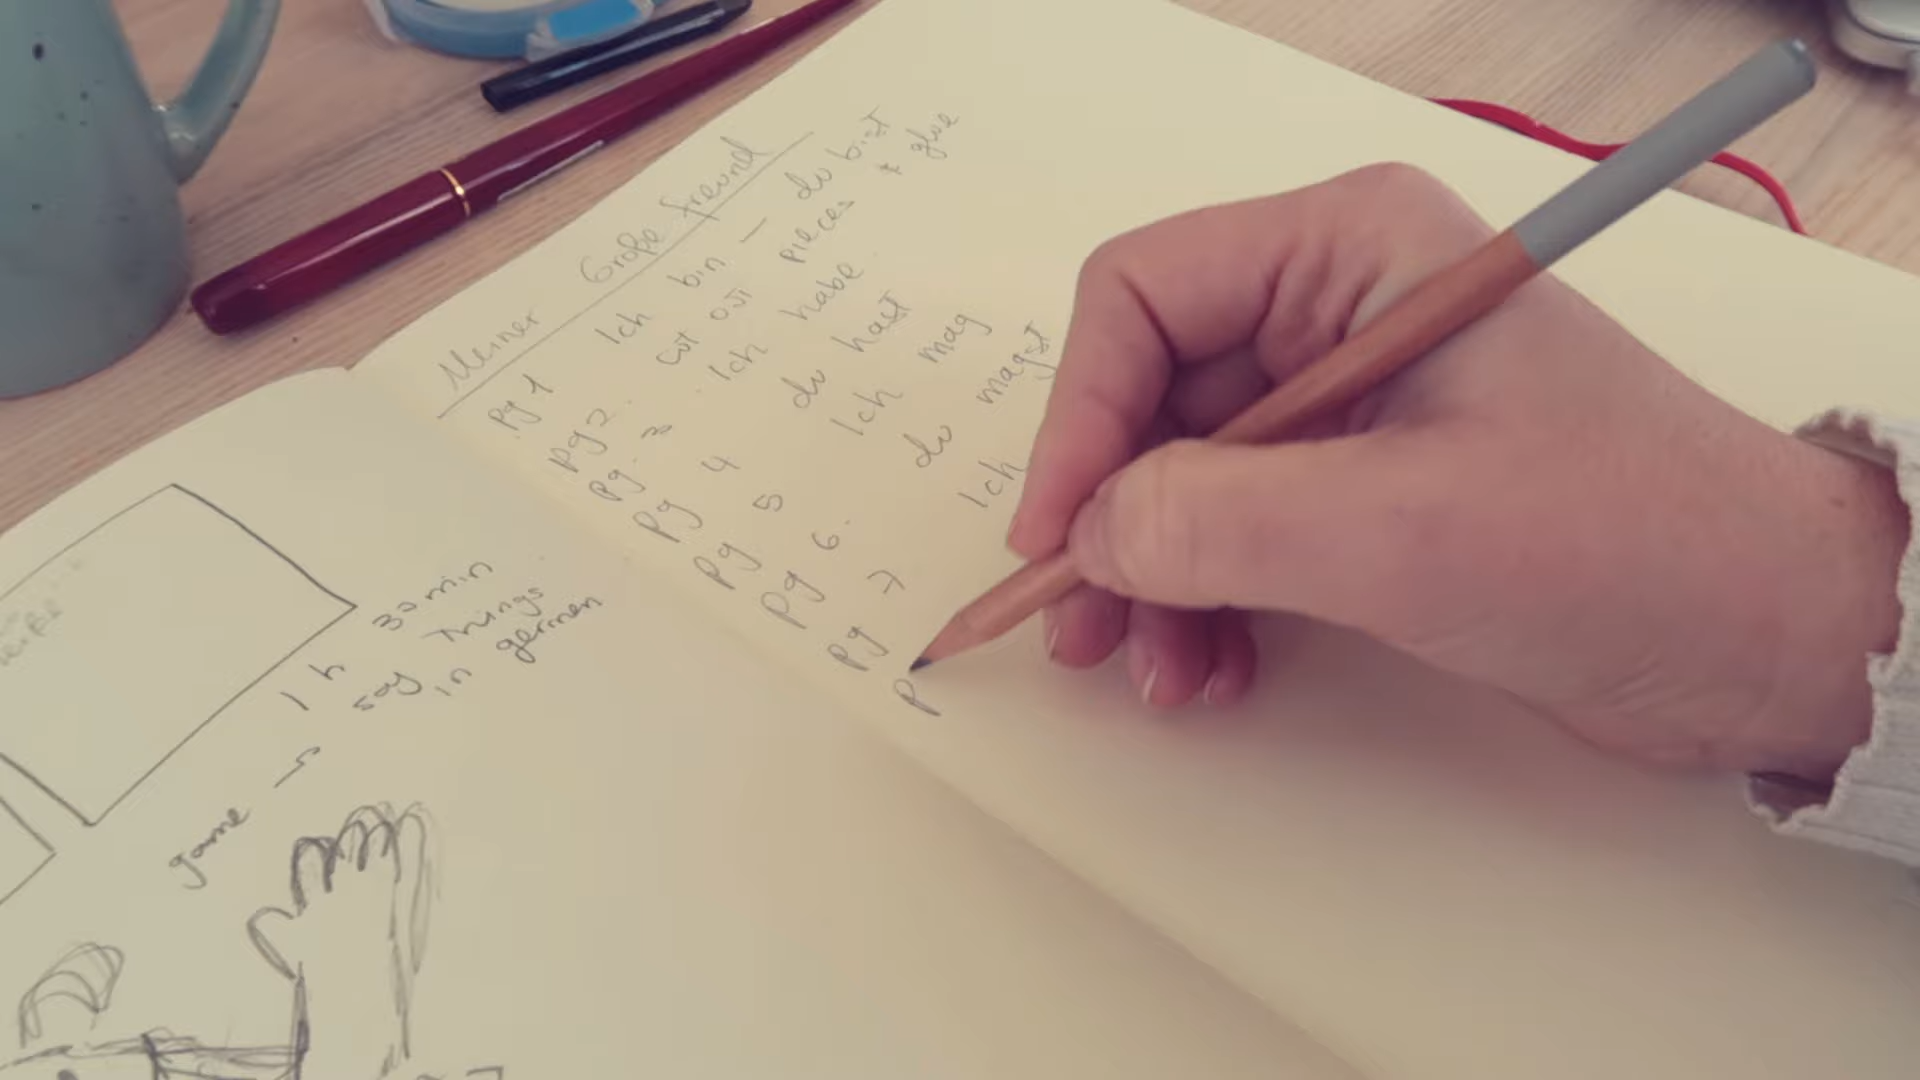 Meiner Große freund
pg 1 Ich bin — du bist
pg 2. cut out pieces & glue
pg. 3 . Ich habe.
pg 4 du hast
pg 5 Ich mag
pg 6. du magst
pg 7 Ich
P
30 min
1 h
say things
in german
game